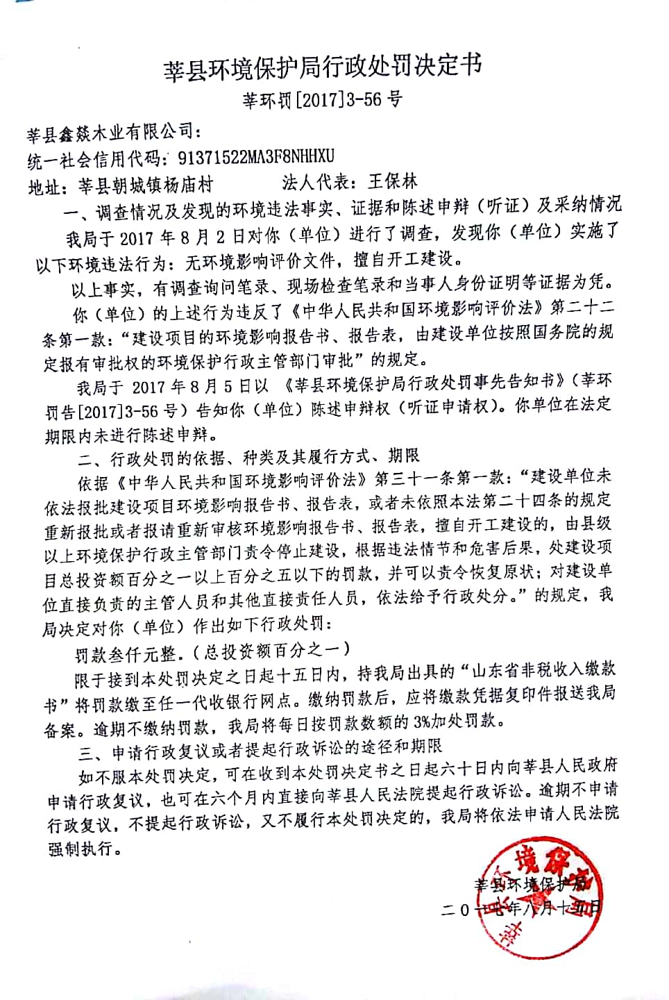 莘县环境保护局行政处罚决定书
莘环罚[2017]3-56 号
莘县鑫燚木业有限公司：
统一社会信用代码：91371522MA3F8NHHXU
地址：莘县朝城镇杨庙村 法人代表：王保林
一、调查情况及发现的环境违法事实、证据和陈述申辩（听证）及采纳情况
我局于 2017 年 8 月 2 日对你（单位）进行了调查，发现你（单位）实施了
以下环境违法行为：无环境影响评价文件，擅自开工建设。
以上事实，有调查询问笔录、现场检查笔录和当事人身份证明等证据为凭。
你（单位）的上述行为违反了《中华人民共和国环境影响评价法》第二十二
条第一款：“建设项目的环境影响报告书、报告表，由建设单位按照国务院的规
定报有审批权的环境保护行政主管部门审批”的规定。
我局于 2017 年 8 月 5 日以 《莘县环境保护局行政处罚事先告知书》（莘环
罚告[2017]3-56 号）告知你（单位）陈述申辩权（听证申请权）。你单位在法定
期限内未进行陈述申辩。
二、行政处罚的依据、种类及其履行方式、期限
依据《中华人民共和国环境影响评价法》第三十一条第一款：“建设单位未
依法报批建设项目环境影响报告书、报告表，或者未依照本法第二十四条的规定
重新报批或者报请重新审核环境影响报告书、报告表，擅自开工建设的，由县级
以上环境保护行政主管部门责令停止建设，根据违法情节和危害后果，处建设项
目总投资额百分之一以上百分之五以下的罚款，并可以责令恢复原状；对建设单
位直接负责的主管人员和其他直接责任人员，依法给予行政处分。”的规定，我
局决定对你（单位）作出如下行政处罚：
罚款叁仟元整。（总投资额百分之一）
限于接到本处罚决定之日起十五日内，持我局出具的“山东省非税收入缴款
书”将罚款缴至任一代收银行网点。缴纳罚款后，应将缴款凭据复印件报送我局
备案。逾期不缴纳罚款，我局将每日按罚款数额的 3%加处罚款。
三、申请行政复议或者提起行政诉讼的途径和期限
如不服本处罚决定，可在收到本处罚决定书之日起六十日内向莘县人民政府
申请行政复议，也可在六个月内直接向莘县人民法院提起行政诉讼。逾期不申请
行政复议，不提起行政诉讼，又不履行本处罚决定的，我局将依法申请人民法院
强制执行。
莘县环境保护局
二〇一七年八月十五日
莘县环境保护局